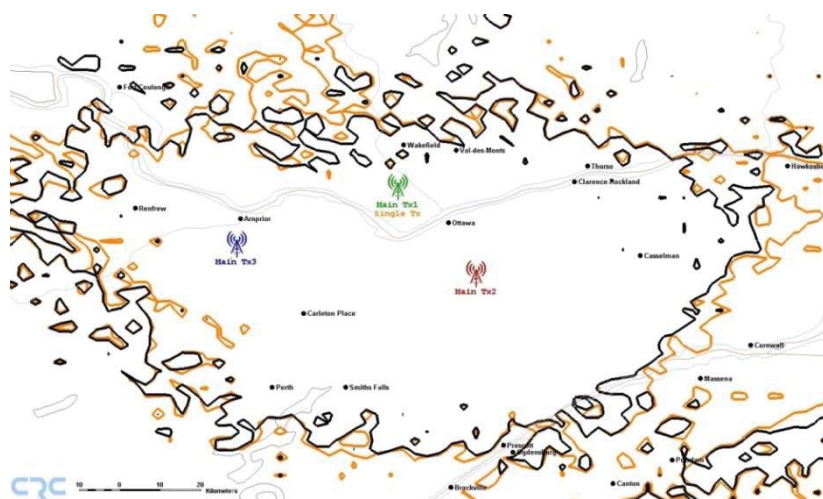 Fort Coulonge
Wakefield
Val-des-Monts
Thurso
Hawkesbury
Clarence-Rockland
Main Tx1
Single Tx
Renfrew
Arnprior
Ottawa
Main Tx3
Casselman
Main Tx2
Carleton Place
Cornwall
Massena
Perth
Smiths Falls
Prescott
Ogdensburg
Potsdam
Canton
Brockville
CRC
10 0 10 20
Kilometers